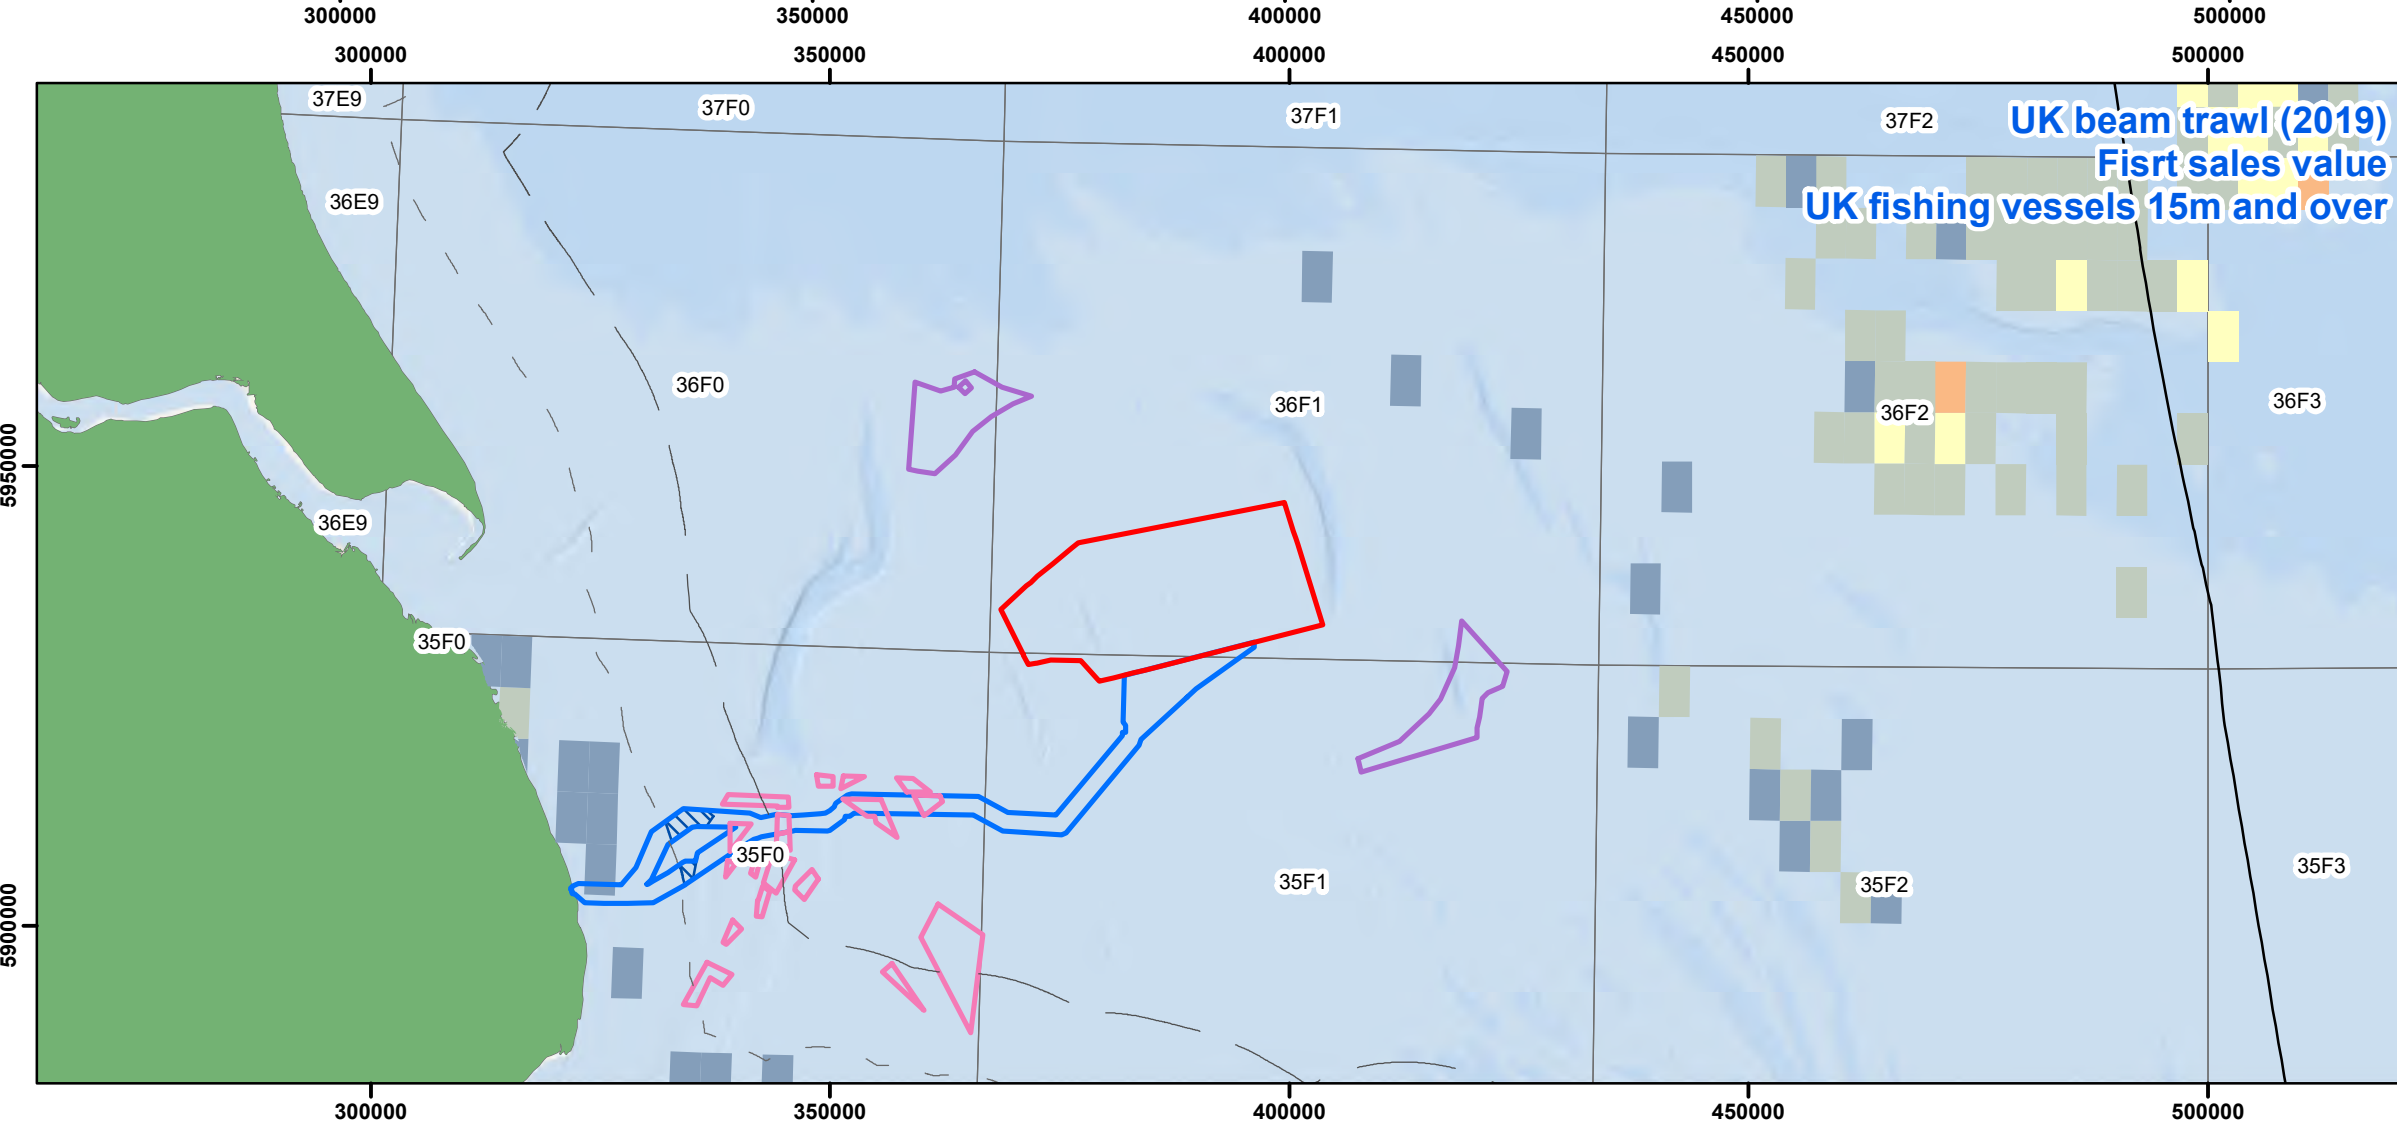 300000 350000 400000 450000 500000
300000 350000 400000 450000 500000
37E9 37F0 37F1 37F2
UK beam trawl (2019)
Fisrt sales value
UK fishing vessels 15m and over
36E9
36F0 36F1 36F2 36F3
5950000
36E9
35F0
35F0 35F1 35F2 35F3
5900000
300000 350000 400000 450000 500000